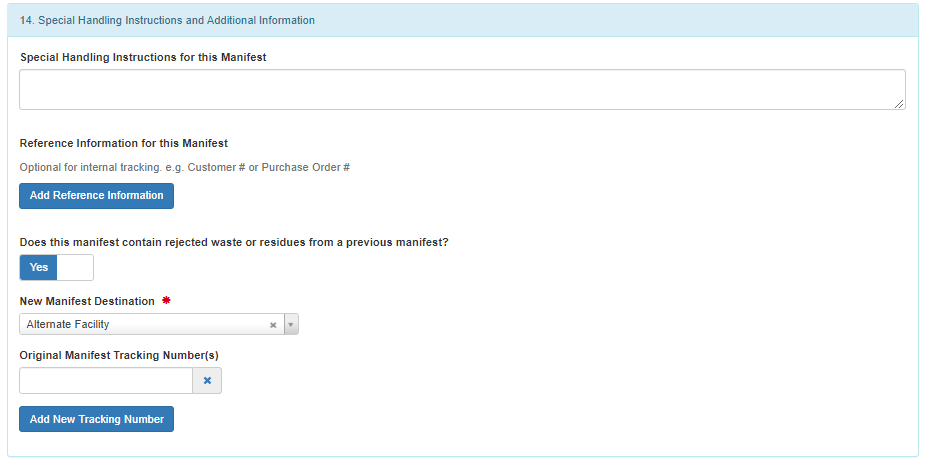 14. Special Handling Instructions and Additional Information
Special Handling Instructions for this Manifest
Reference Information for this Manifest
Optional for internal tracking. e.g. Customer # or Purchase Order #
Add Reference Information
Does this manifest contain rejected waste or residues from a previous manifest?
Yes
New Manifest Destination *
Alternate Facility
Original Manifest Tracking Number(s)
Add New Tracking Number